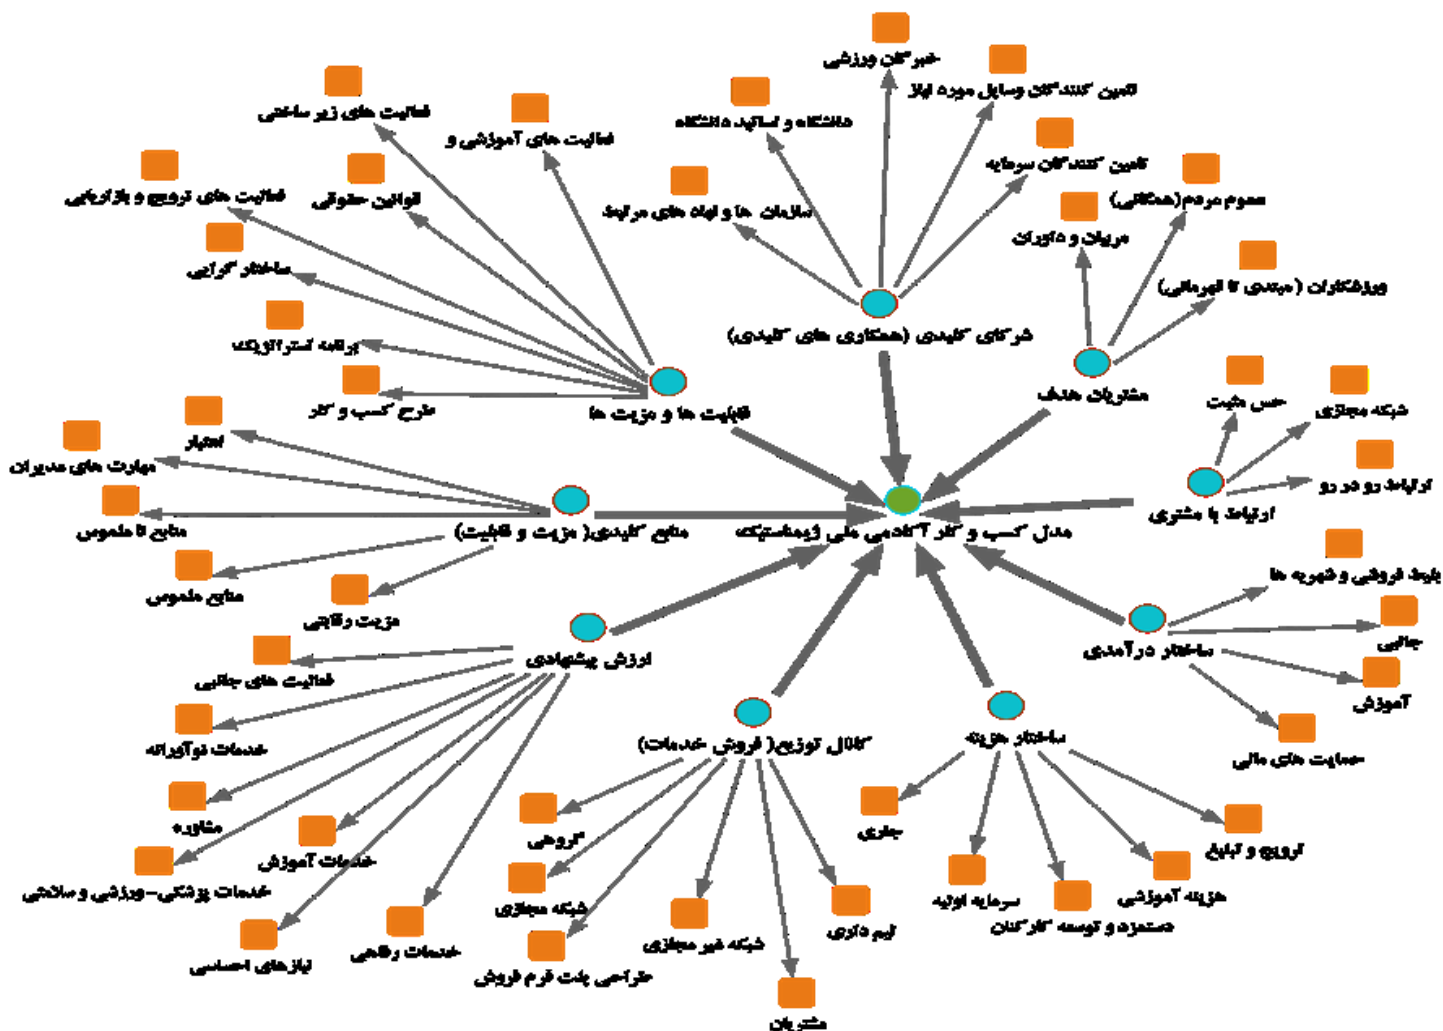 خبرگان ورزشی
تامین کنندگان وسایل مورد نیاز
فعالیت های زیر ساختی
دانشگاه و اساتید دانشگاه
فعالیت های آموزشی و
تامین کنندگان سرمایه
فعالیت های ترویج و بازاریابی
قوانین حقوقی
سازمان ها و نهاد های مرتبط
عموم مردم(همگانی)
مربیان و داوران
ساختار گرایی
ورزشکاران (مبتدی تا قهرمانی)
برنامه استراتژیک
شرکای کلیدی (همکاری های کلیدی)
طرح کسب و کار
قابلیت ها و مزیت ها
مشتریان هدف
حس مثبت
شبکه مجازی
اعتبار
مهارت های مدیران
ارتباط رو در رو
ارتباط با مشتری
منابع نا ملموس
منابع کلیدی( مزیت و قابلیت)
مدل کسب و کار آکادمی ملی ژیمناستیک
منابع ملموس
مزیت رقابتی
بلیط فروشی و شهریه ها
جانبی
ساختار درآمدی
آموزش
حمایت های مالی
ارزش پیشنهادی
فعالیت های جانبی
خدمات نوآورانه
مشاوره
خدمات آموزش
خدمات پزشکی-ورزشی و سلامتی
نیازهای احساسی
خدمات رفاهی
کانال توزیع( فروش خدمات)
گروهی
شبکه مجازی
طراحی پلت فرم فروش
شبکه غیر مجازی
مشتریان
تیم داری
ساختار هزینه
جاری
سرمایه اولیه
دستمزد و توسعه کارکنان
هزینه آموزشی
ترویج و تبلیغ